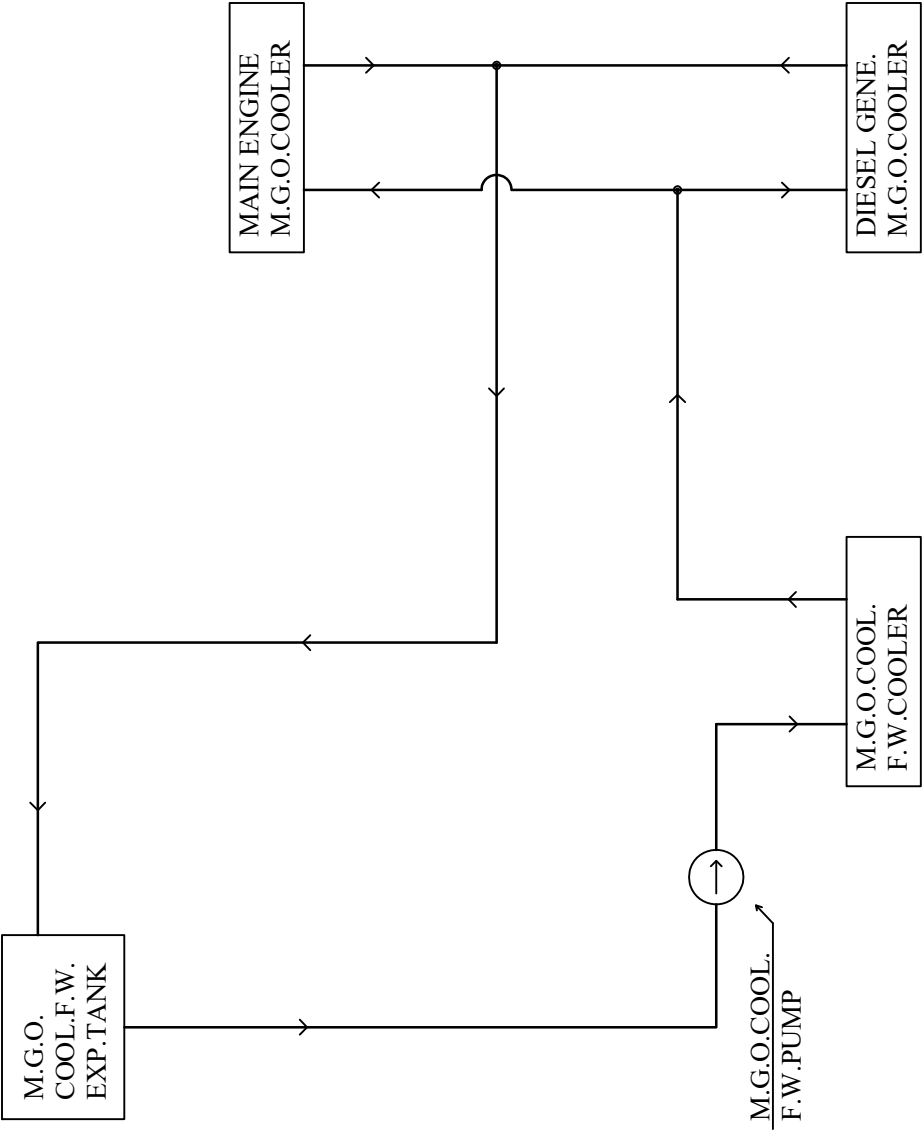 M.G.O.
COOL.F.W.
EXP.TANK
MAIN ENGINE
M.G.O.COOLER
M.G.O.COOL.
F.W.PUMP
M.G.O.COOL.
F.W.COOLER
DIESEL GENE.
M.G.O.COOLER